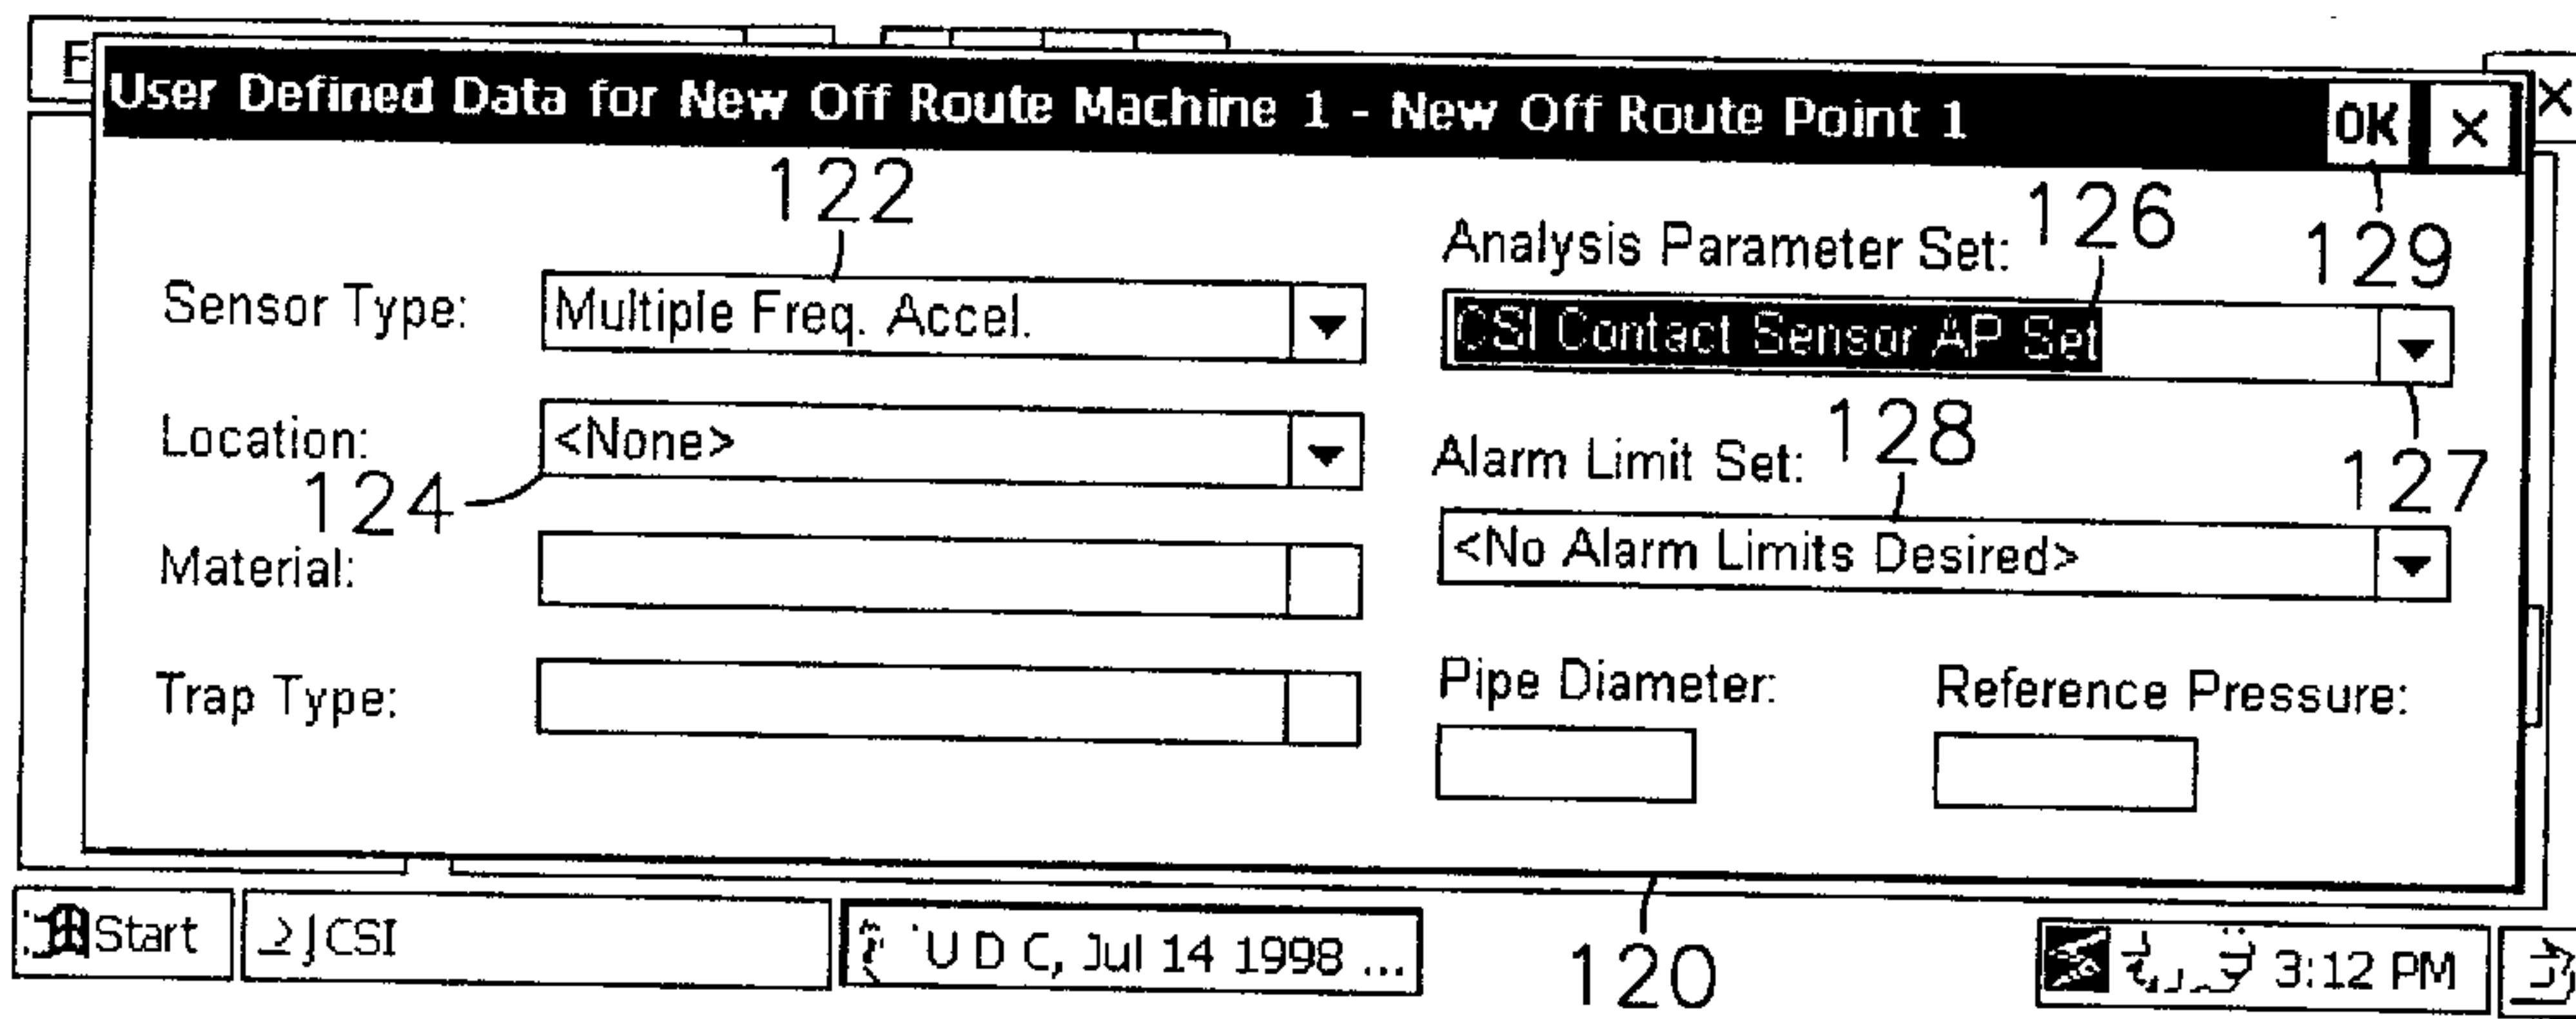 F
User Defined Data for New Off Route Machine 1 - New Off Route Point 1 OK X
X
122
Sensor Type: Multiple Freq. Accel.
Location: <None>
124
Material:
Trap Type:
Analysis Parameter Set: 126
129
CSI Contact Sensor AP Set
127
Alarm Limit Set: 128
<No Alarm Limits Desired>
Pipe Diameter: Reference Pressure:
120
Start CSI U D C, Jul 14 1998 ... 3:12 PM